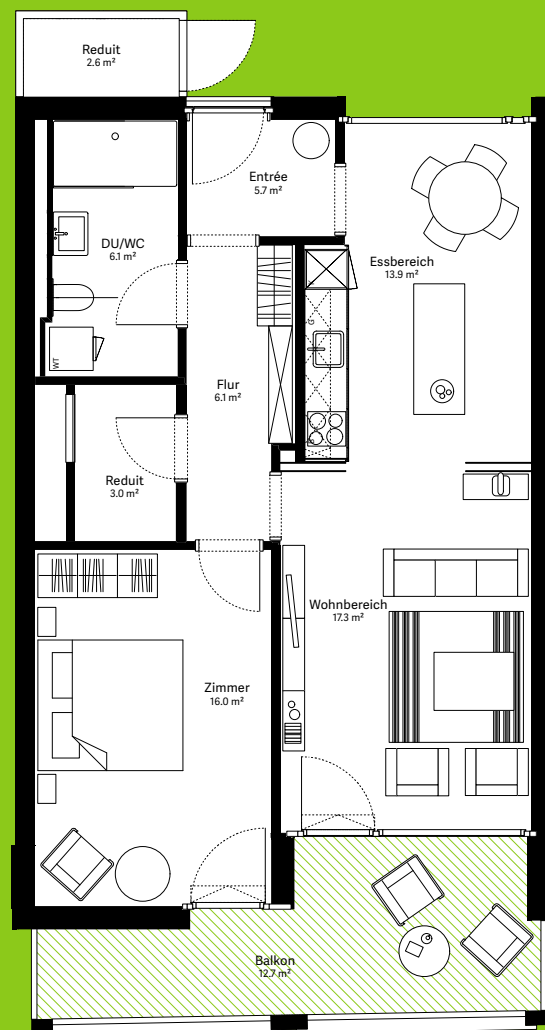 Reduit
2.6 m²
Entrée
5.7 m²
DU/WC
6.1 m²
Essbereich
13.9 m²
G
WT
Flur
6.1 m²
Reduit
3.0 m²
Wohnbereich
17.3 m²
Zimmer
16.0 m²
Balkon
12.7 m²